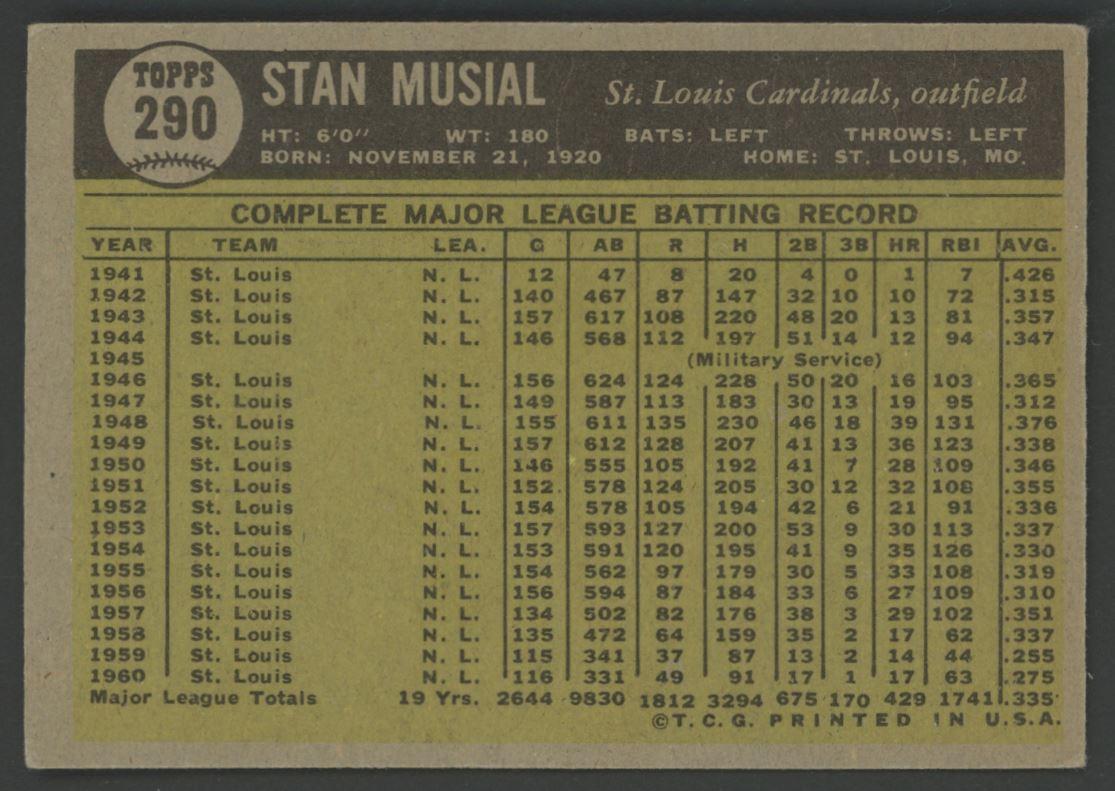 TOPPS
290
STAN MUSIAL St. Louis Cardinals, outfield
HT: 6'0" WT: 180 BATS: LEFT THROWS: LEFT
BORN: NOVEMBER 21, 1920 HOME: ST. LOUIS, MO.
COMPLETE MAJOR LEAGUE BATTING RECORD
YEAR TEAM LEA. G AB R H 2B 3B HR RBI AVG.
1941 St. Louis N. L. 12 47 8 20 4 0 1 7 .426
1942 St. Louis N. L. 140 467 87 147 32 10 10 72 .315
1943 St. Louis N. L. 157 617 108 220 48 20 13 81 .357
1944 St. Louis N. L. 146 568 112 197 51 14 12 94 .347
1945 (Military Service)
1946 St. Louis N. L. 156 624 124 228 50 20 16 103 .365
1947 St. Louis N. L. 149 587 113 183 30 13 19 95 .312
1948 St. Louis N. L. 155 611 135 230 46 18 39 131 .376
1949 St. Louis N. L. 157 612 128 207 41 13 36 123 .338
1950 St. Louis N. L. 146 555 105 192 41 7 28 109 .346
1951 St. Louis N. L. 152 578 124 205 30 12 32 108 .355
1952 St. Louis N. L. 154 578 105 194 42 6 21 91 .336
1953 St. Louis N. L. 157 593 127 200 53 9 30 113 .337
1954 St. Louis N. L. 153 591 120 195 41 9 35 126 .330
1955 St. Louis N. L. 154 562 97 179 30 5 33 108 .319
1956 St. Louis N. L. 156 594 87 184 33 6 27 109 .310
1957 St. Louis N. L. 134 502 82 176 38 3 29 102 .351
1958 St. Louis N. L. 135 472 64 159 35 2 17 62 .337
1959 St. Louis N. L. 115 341 37 87 13 2 14 44 .255
1960 St. Louis N. L. 116 331 49 91 17 1 17 63 .275
Major League Totals 19 Yrs. 2644 9830 1812 3294 675 170 429 1741 .335
©T.C.G. PRINTED IN U.S.A.